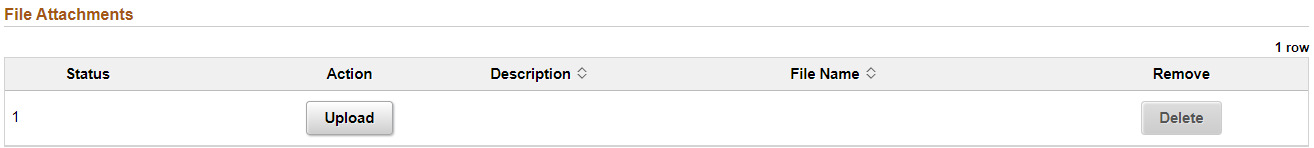 File Attachments
1 row
Status Action Description File Name Remove
1 Upload Delete